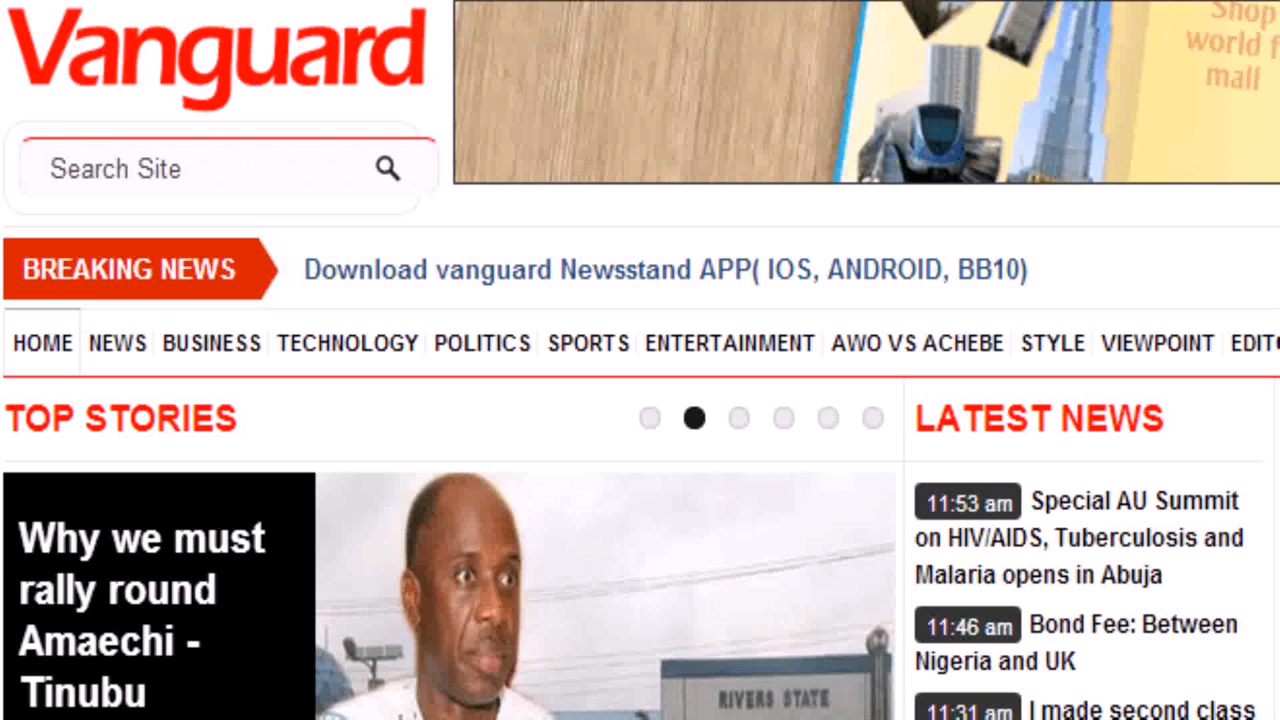 Vanguard
Shop
world f
mall
Search Site
BREAKING NEWS
Download vanguard Newsstand APP( IOS, ANDROID, BB10)
HOME NEWS BUSINESS TECHNOLOGY POLITICS SPORTS ENTERTAINMENT AWO VS ACHEBE STYLE VIEWPOINT EDIT
TOP STORIES
LATEST NEWS
Why we must
rally round
Amaechi -
Tinubu
RIVERS STATE
11:53 am Special AU Summit
on HIV/AIDS, Tuberculosis and
Malaria opens in Abuja
11:46 am Bond Fee: Between
Nigeria and UK
11:31 am I made second class